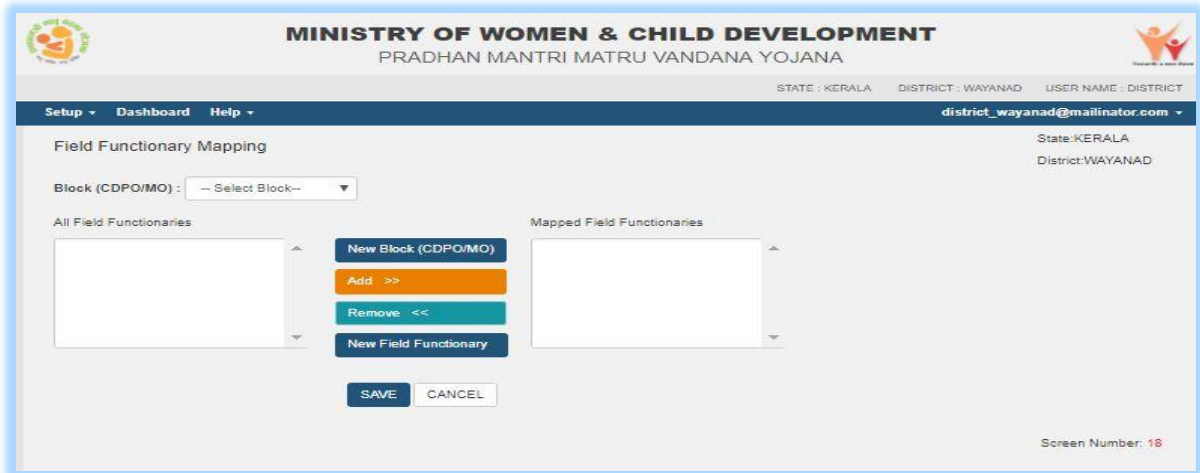 MINISTRY OF WOMEN & CHILD DEVELOPMENT
PRADHAN MANTRI MATRU VANDANA YOJANA
STATE : KERALA DISTRICT : WAYANAD USER NAME : DISTRICT
Setup Dashboard Help district_wayanad@mailinator.com
Field Functionary Mapping
State:KERALA
District:WAYANAD
Block (CDPO/MO) : -- Select Block--
All Field Functionaries Mapped Field Functionaries
New Block (CDPO/MO)
Add >>
Remove <<
New Field Functionary
SAVE CANCEL
Screen Number: 18